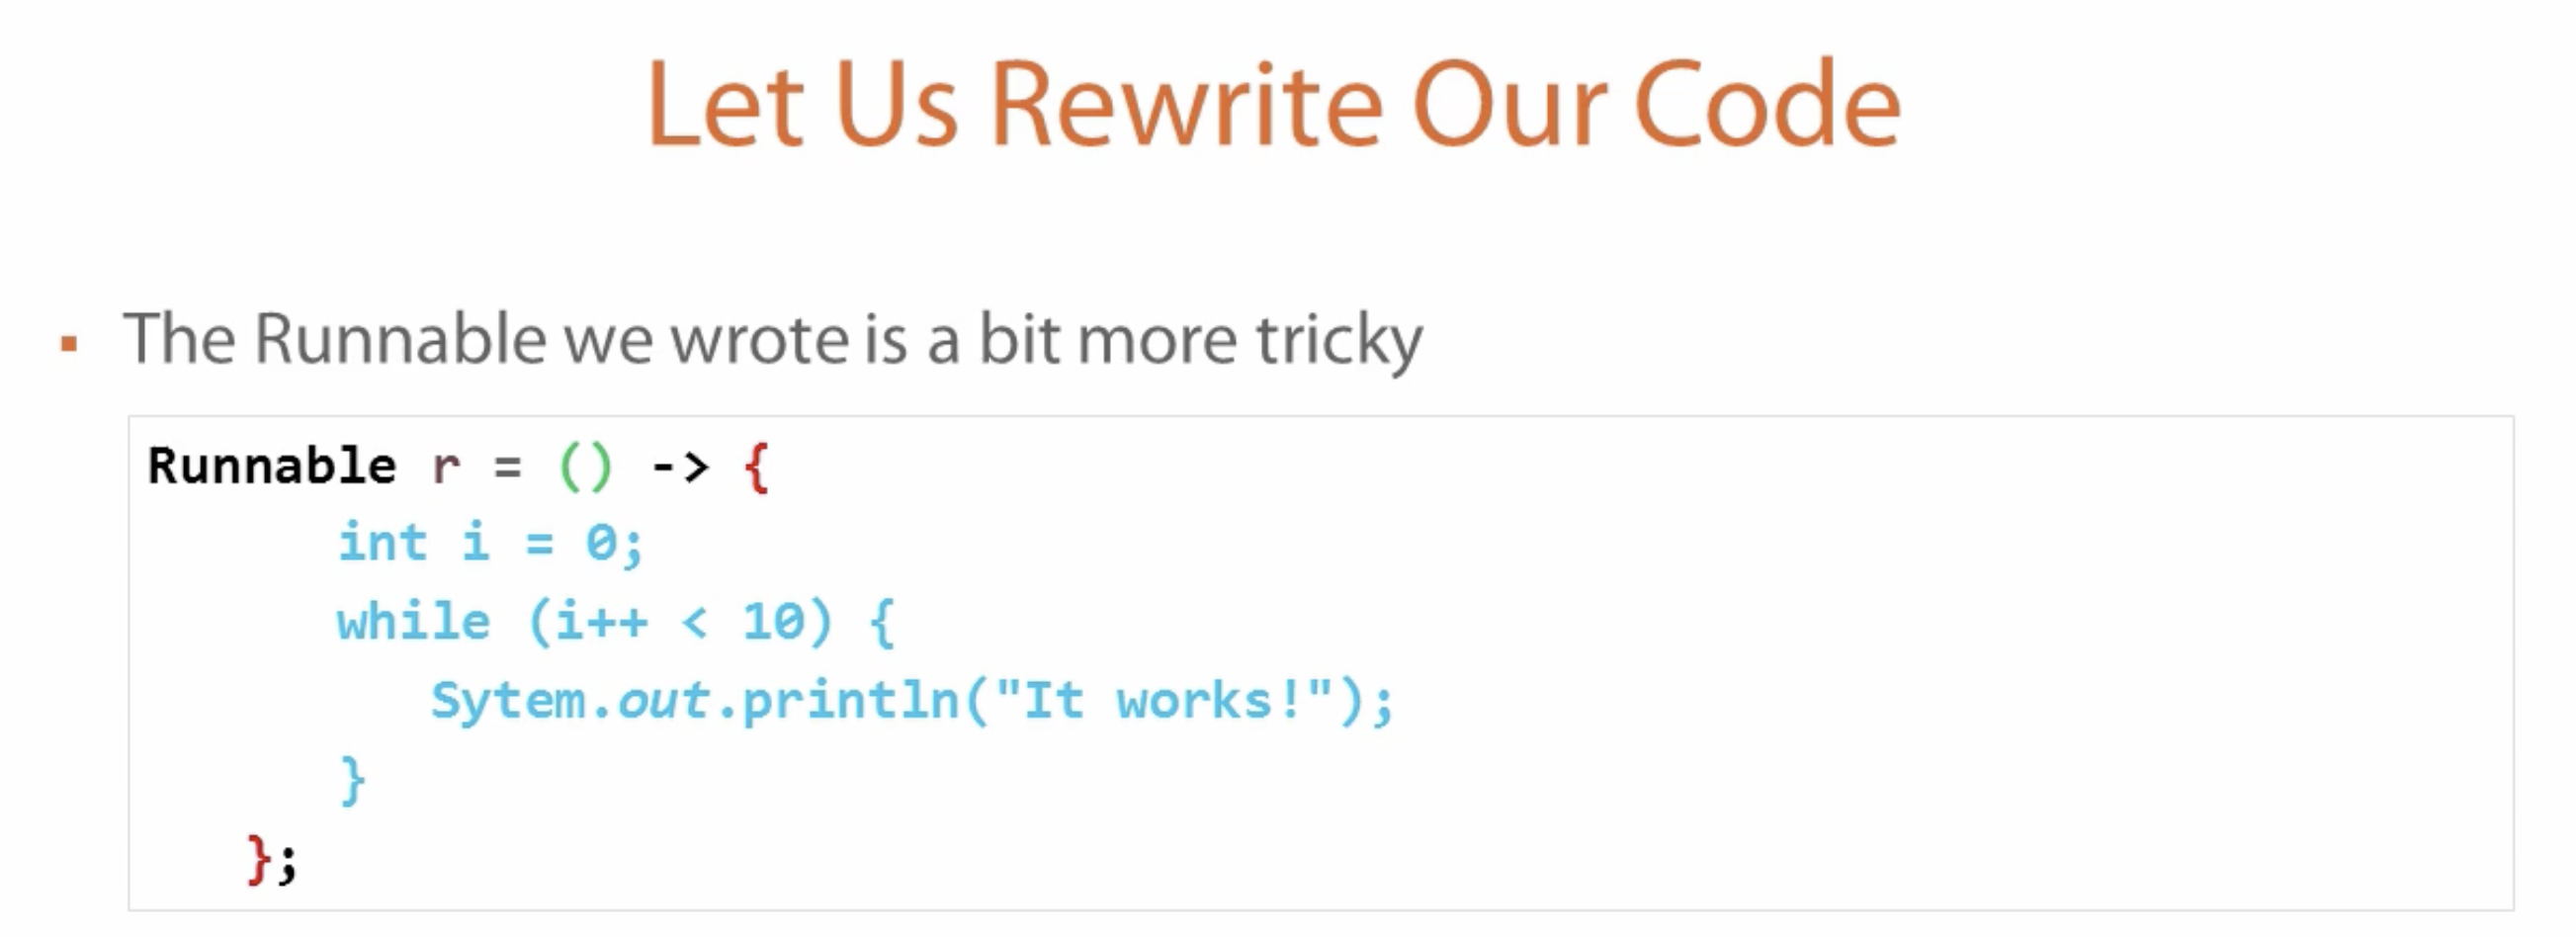 Let Us Rewrite Our Code
▪ The Runnable we wrote is a bit more tricky
Runnable r = () -> {
      int i = 0;
      while (i++ < 10) {
         Sytem.out.println("It works!");
      }
   };